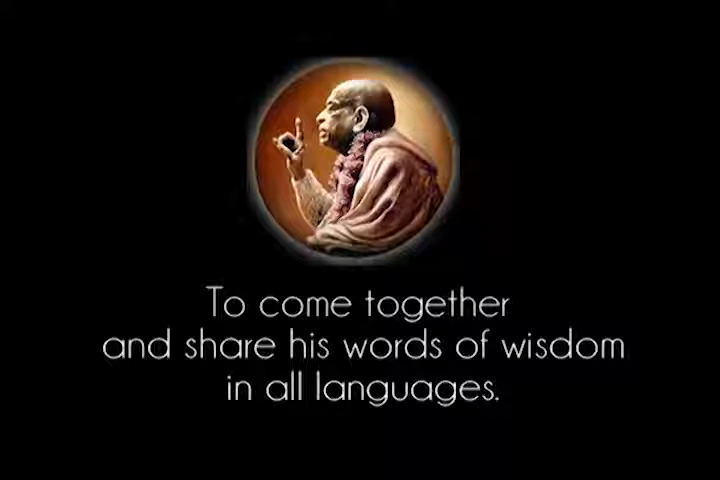 To come together
and share his words of wisdom
in all languages.